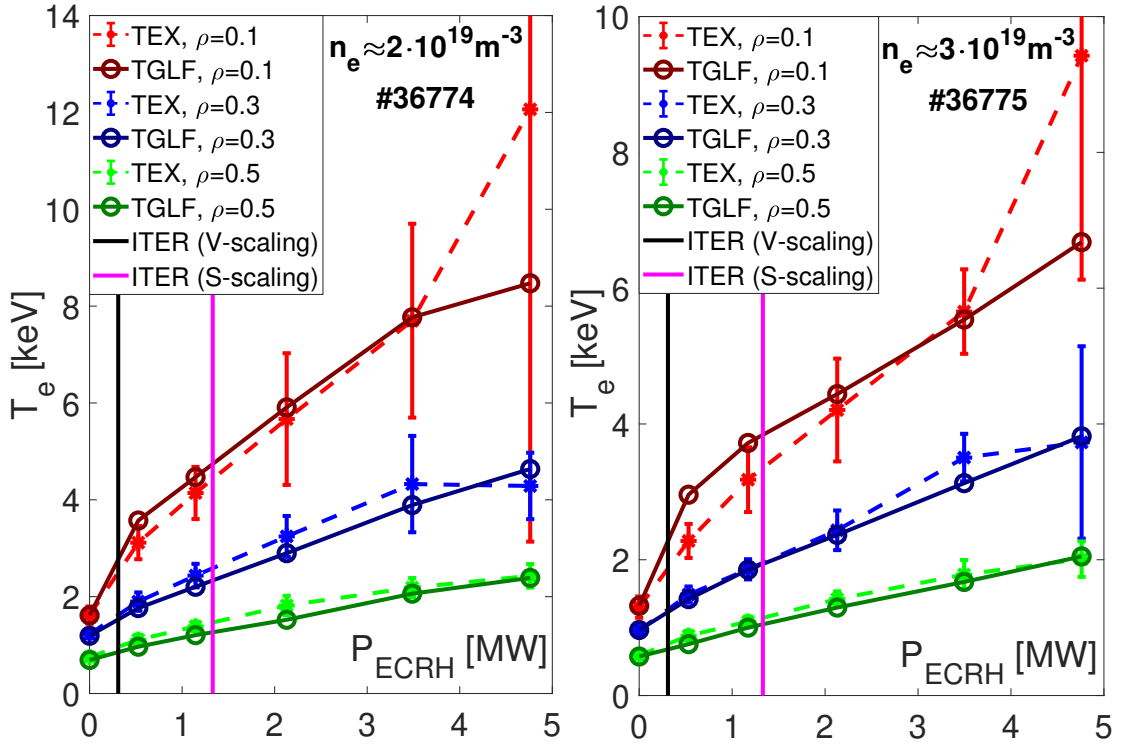 14
12
10
8
6
4
2
0
T_e [keV]
TEX, ρ=0.1
TGLF, ρ=0.1
TEX, ρ=0.3
TGLF, ρ=0.3
TEX, ρ=0.5
TGLF, ρ=0.5
ITER (V-scaling)
ITER (S-scaling)
n_e≈2·10^19m^-3
#36774
P_ECRH [MW]
0 1 2 3 4 5
10
8
6
4
2
0
T_e [keV]
TEX, ρ=0.1
TGLF, ρ=0.1
TEX, ρ=0.3
TGLF, ρ=0.3
TEX, ρ=0.5
TGLF, ρ=0.5
ITER (V-scaling)
ITER (S-scaling)
n_e≈3·10^19m^-3
#36775
P_ECRH [MW]
0 1 2 3 4 5